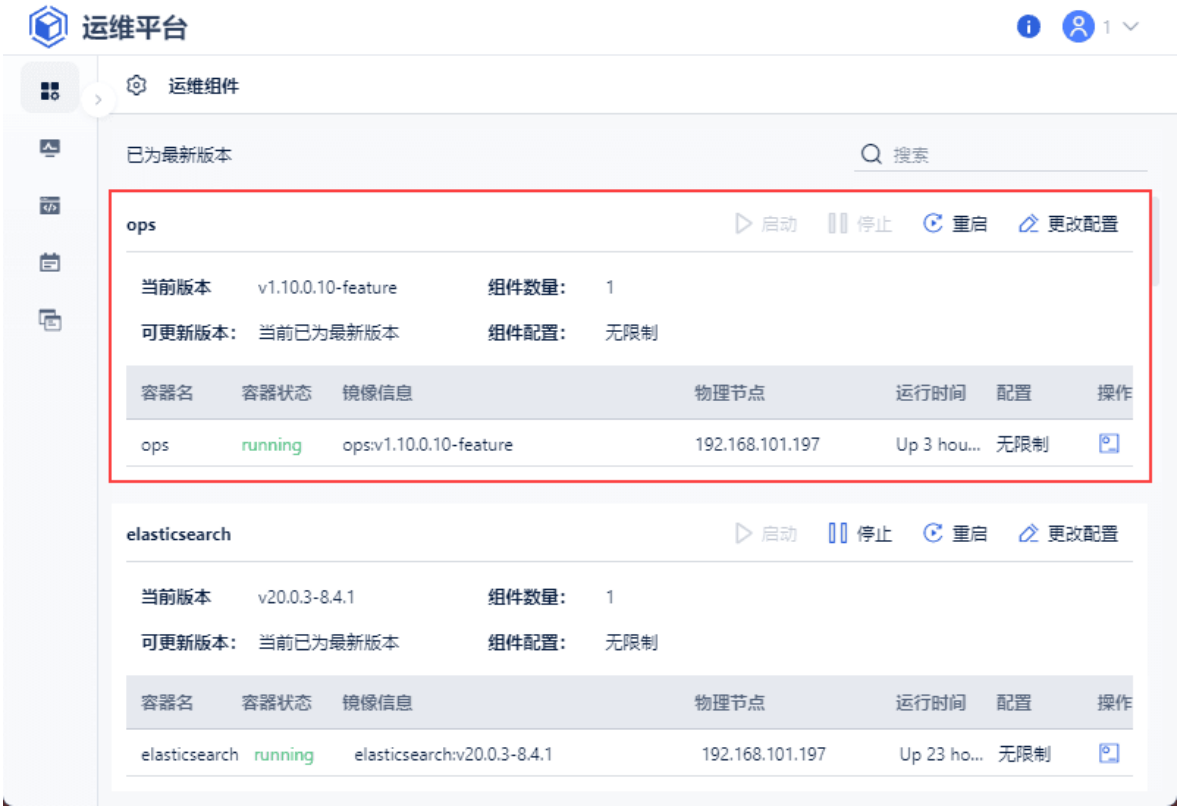 运维平台
1
运维组件
已为最新版本 搜索
ops 启动 停止 重启 更改配置
当前版本 v1.10.0.10-feature 组件数量： 1
可更新版本： 当前已为最新版本 组件配置： 无限制
容器名 容器状态 镜像信息 物理节点 运行时间 配置 操作
ops running ops:v1.10.0.10-feature 192.168.101.197 Up 3 hou... 无限制
elasticsearch 启动 停止 重启 更改配置
当前版本 v20.0.3-8.4.1 组件数量： 1
可更新版本： 当前已为最新版本 组件配置： 无限制
容器名 容器状态 镜像信息 物理节点 运行时间 配置 操作
elasticsearch running elasticsearch:v20.0.3-8.4.1 192.168.101.197 Up 23 ho... 无限制